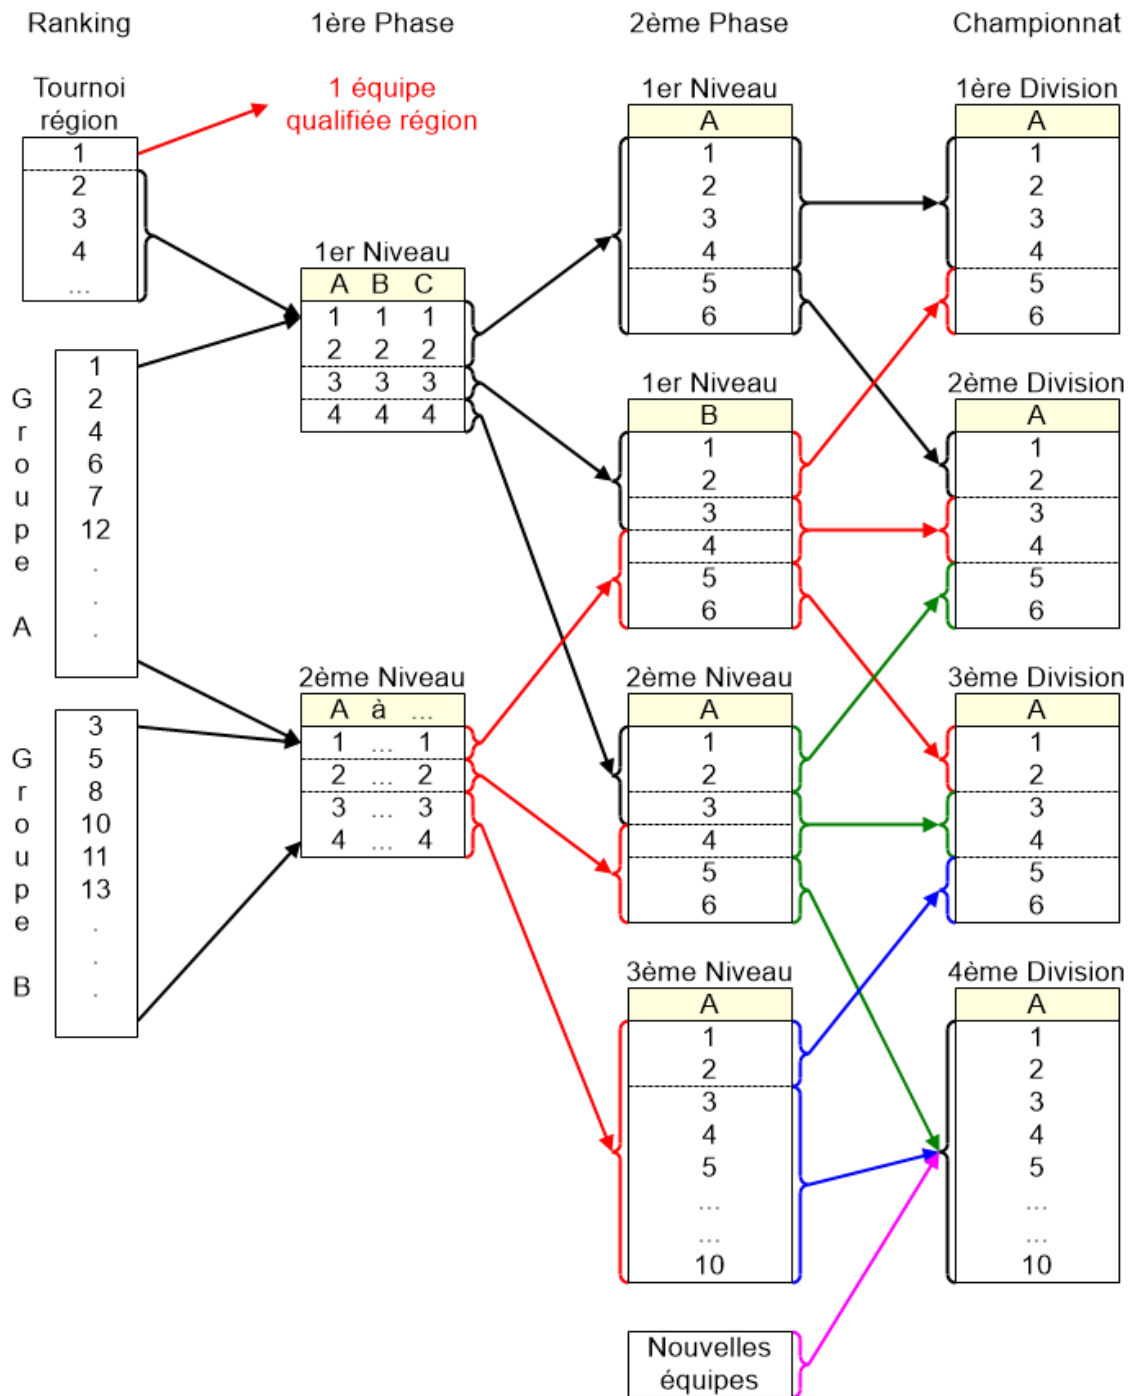 Ranking
1ère Phase
2ème Phase
Championnat
Tournoi
région
1
2
3
4
...
1 équipe
qualifiée région
Groupe A
1
2
4
6
7
12
.
.
.
Groupe B
3
5
8
10
11
13
.
.
.
1er Niveau
A B C
1 1 1
2 2 2
3 3 3
4 4 4
2ème Niveau
A à ...
1 ... 1
2 ... 2
3 ... 3
4 ... 4
1er Niveau
A
1
2
3
4
5
6
1er Niveau
B
1
2
3
4
5
6
2ème Niveau
A
1
2
3
4
5
6
3ème Niveau
A
1
2
3
4
5
...
...
10
Nouvelles
équipes
1ère Division
A
1
2
3
4
5
6
2ème Division
A
1
2
3
4
5
6
3ème Division
A
1
2
3
4
5
6
4ème Division
A
1
2
3
4
5
...
...
10